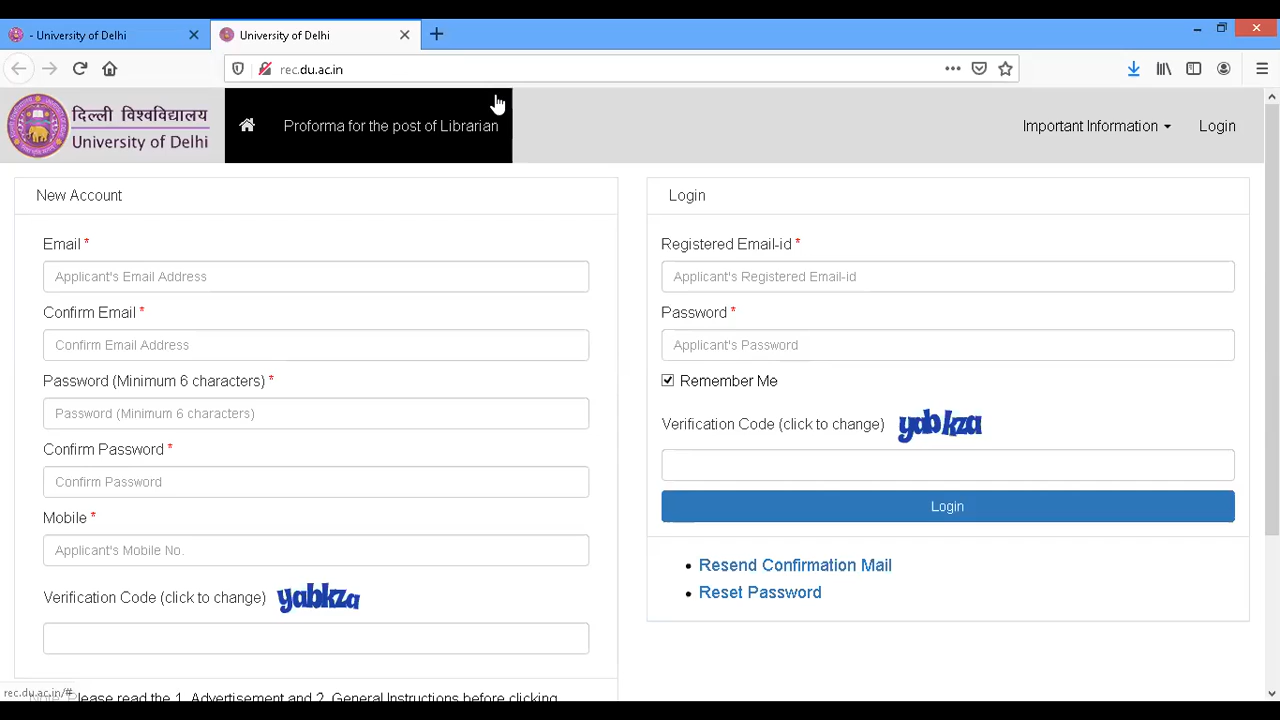 - University of Delhi
University of Delhi
rec.du.ac.in
दिल्ली विश्वविद्यालय
University of Delhi
Proforma for the post of Librarian
Important Information
Login
New Account
Email *
Applicant's Email Address
Confirm Email *
Confirm Email Address
Password (Minimum 6 characters) *
Password (Minimum 6 characters)
Confirm Password *
Confirm Password
Mobile *
Applicant's Mobile No.
Verification Code (click to change) yabkza
Login
Registered Email-id *
Applicant's Registered Email-id
Password *
Applicant's Password
Remember Me
Verification Code (click to change) yabkza
Login
• Resend Confirmation Mail
• Reset Password
Please read the 1. Advertisement and 2. General Instructions before clicking
rec.du.ac.in/#